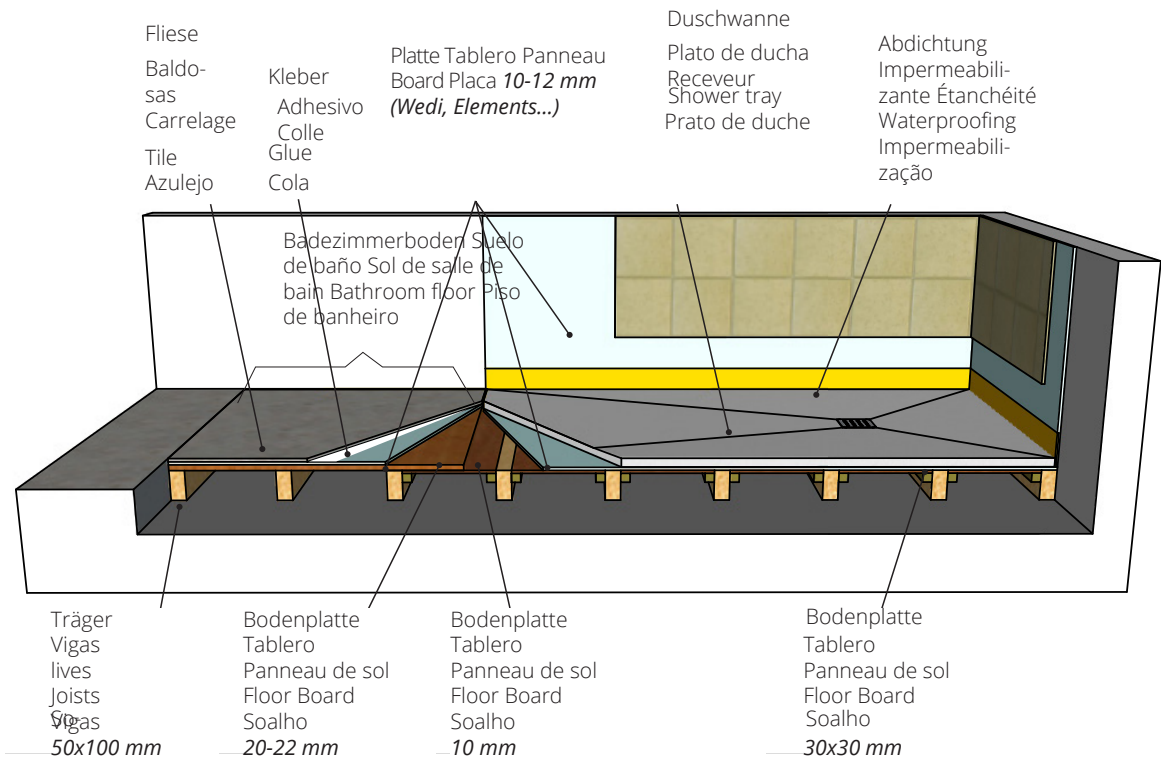 Fliese
Baldo-
sas
Carrelage
Tile
Azulejo
Kleber
Adhesivo
Colle
Glue
Cola
Platte Tablero Panneau
Board Placa 10-12 mm
(Wedi, Elements...)
Duschwanne
Plato de ducha
Receveur
Shower tray
Prato de duche
Abdichtung
Impermeabili-
zante Étanchéité
Waterproofing
Impermeabili-
zação
Badezimmerboden Suelo
de baño Sol de salle de
bain Bathroom floor Piso
de banheiro
Träger
Vigas
lives
Joists
So-
Vigas
50x100 mm
Bodenplatte
Tablero
Panneau de sol
Floor Board
Soalho
20-22 mm
Bodenplatte
Tablero
Panneau de sol
Floor Board
Soalho
10 mm
Bodenplatte
Tablero
Panneau de sol
Floor Board
Soalho
30x30 mm